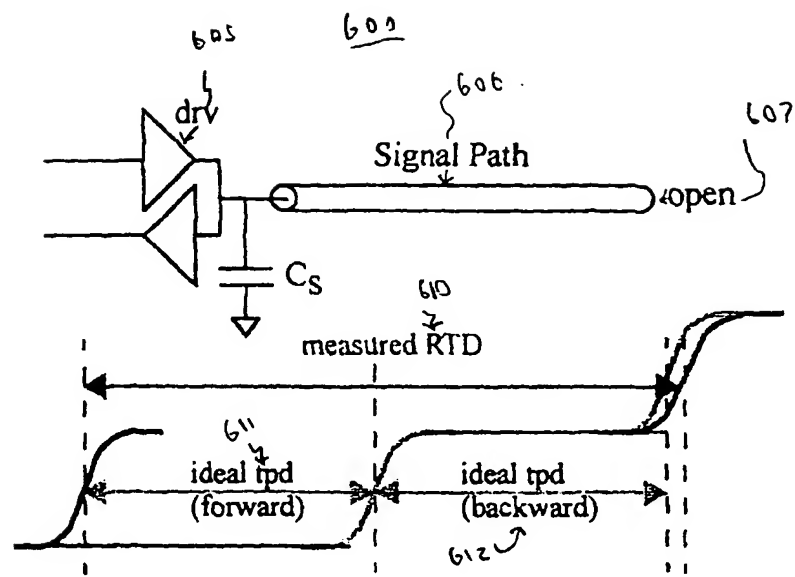 605
600
606
607
drv
Signal Path
open
CS
610
measured RTD
611
ideal tpd
(forward)
ideal tpd
(backward)
612